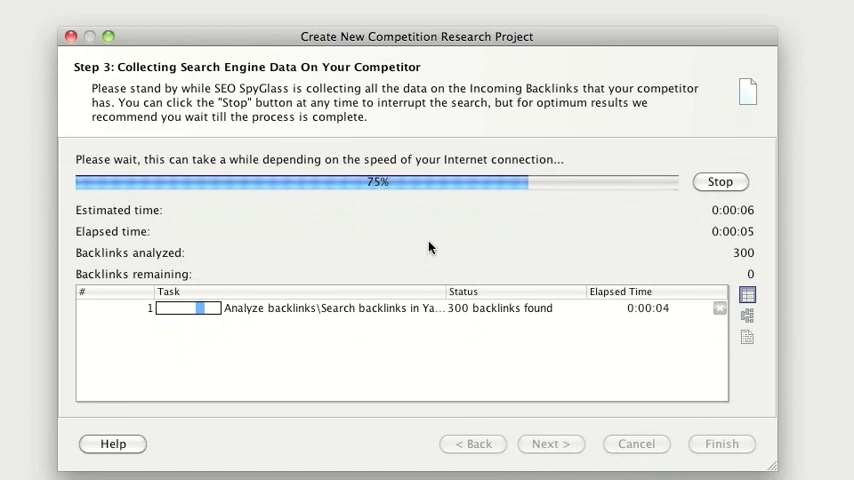 Create New Competition Research Project
Step 3: Collecting Search Engine Data On Your Competitor
Please stand by while SEO SpyGlass is collecting all the data on the Incoming Backlinks that your competitor
has. You can click the "Stop" button at any time to interrupt the search, but for optimum results we
recommend you wait till the process is complete.
Please wait, this can take a while depending on the speed of your Internet connection...
75%
Stop
Estimated time: 0:00:06
Elapsed time: 0:00:05
Backlinks analyzed: 300
Backlinks remaining: 0
# Task Status Elapsed Time
1 Analyze backlinks\Search backlinks in Ya... 300 backlinks found 0:00:04
Help < Back Next > Cancel Finish